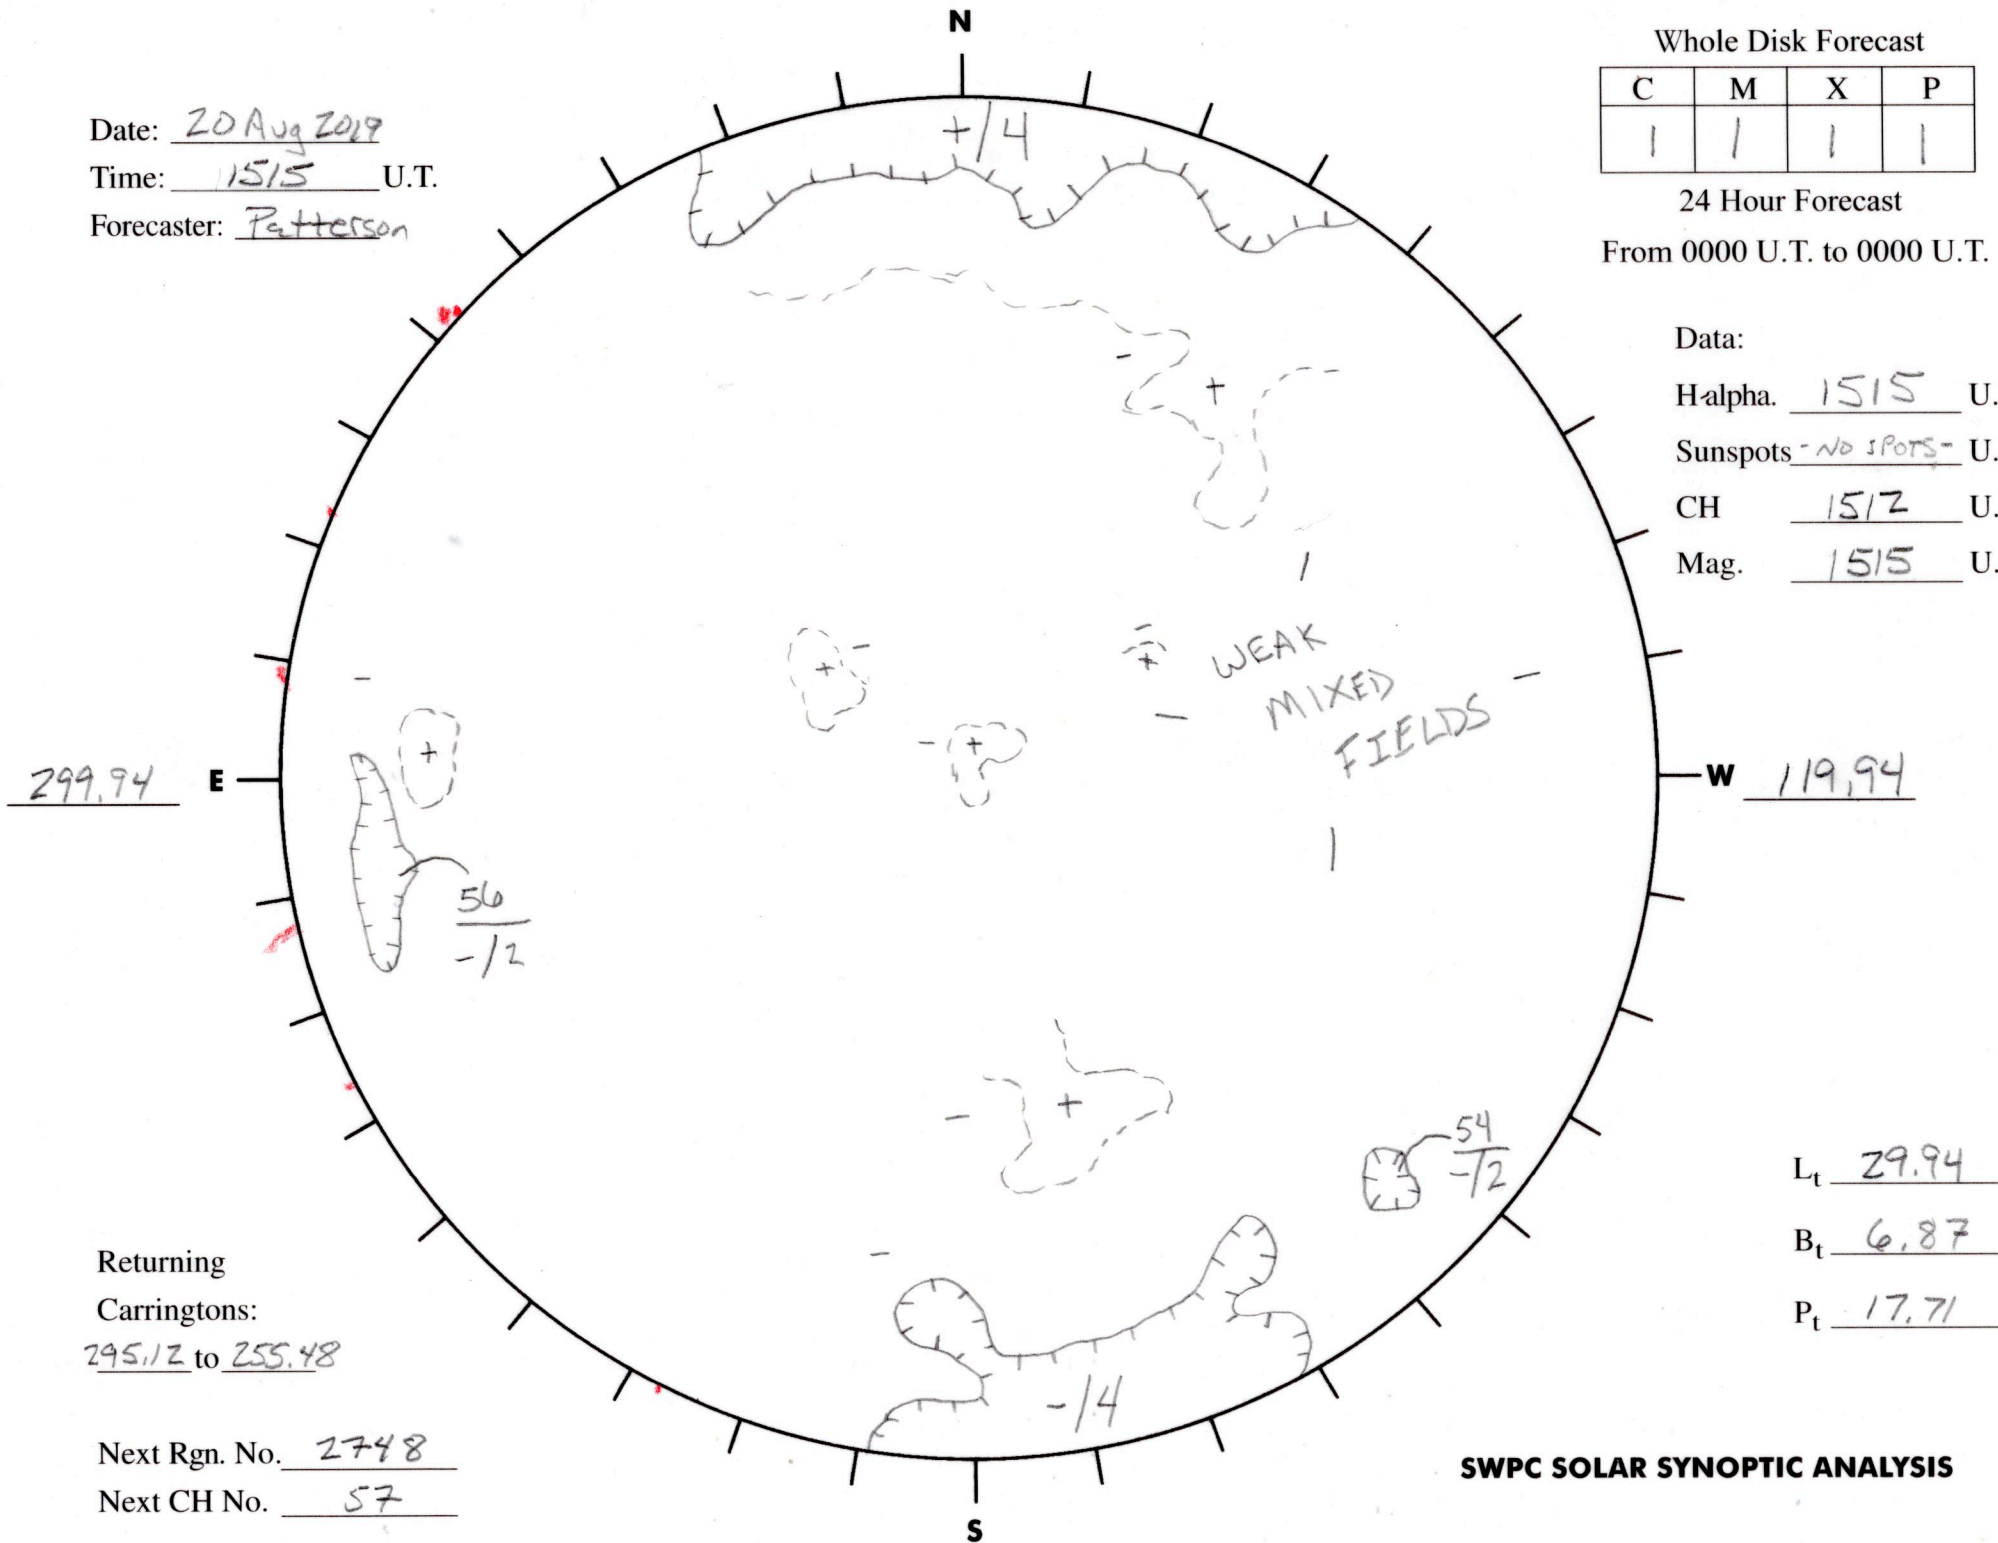 N
Date: 20 Aug 2019
Time: 1515 U.T.
Forecaster: Patterson
Whole Disk Forecast
C M X P
1 1 1 1
24 Hour Forecast
From 0000 U.T. to 0000 U.T.
Data:
H-alpha. 1515 U.
Sunspots -NO SPOTS- U.
CH 1512 U.
Mag. 1515 U.
+/4
-
+
WEAK
MIXED
FIELDS
+ -
-
+
-
-
-
- +
+
299.94 E
W 119.94
56
-/2
- +
54
-/2
-
-/4
Lt 29.94
Bt 6.87
Pt 17.71
Returning
Carringtons:
295.12 to 255.48
Next Rgn. No. 2748
Next CH No. 57
SWPC SOLAR SYNOPTIC ANALYSIS
S